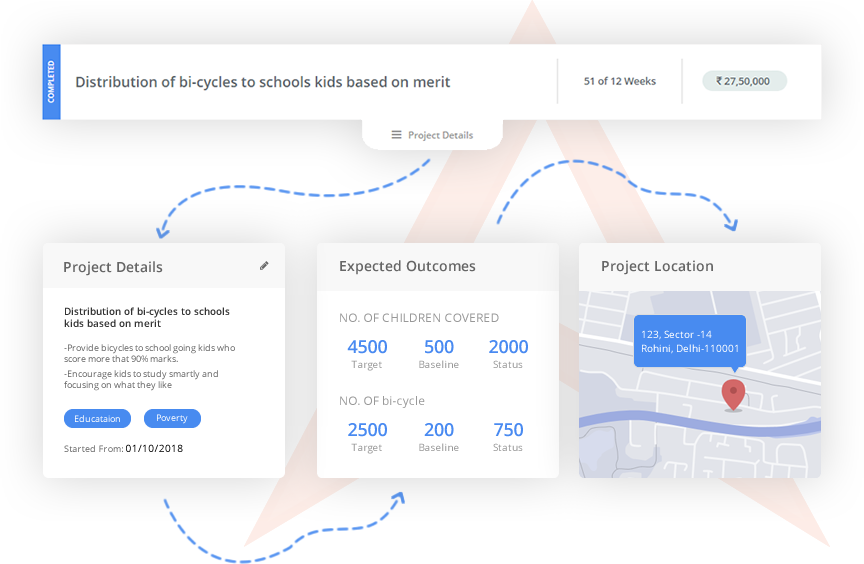 COMPLETED
Distribution of bi-cycles to schools kids based on merit
51 of 12 Weeks
₹ 27,50,000
Project Details
Project Details
Distribution of bi-cycles to schools
kids based on merit
-Provide bicycles to school going kids who
score more that 90% marks.
-Encourage kids to study smartly and
focusing on what they like
Educataion
Poverty
Started From: 01/10/2018
Expected Outcomes
NO. OF CHILDREN COVERED
4500 500 2000
Target Baseline Status
NO. OF bi-cycle
2500 200 750
Target Baseline Status
Project Location
123, Sector -14
Rohini, Delhi-110001